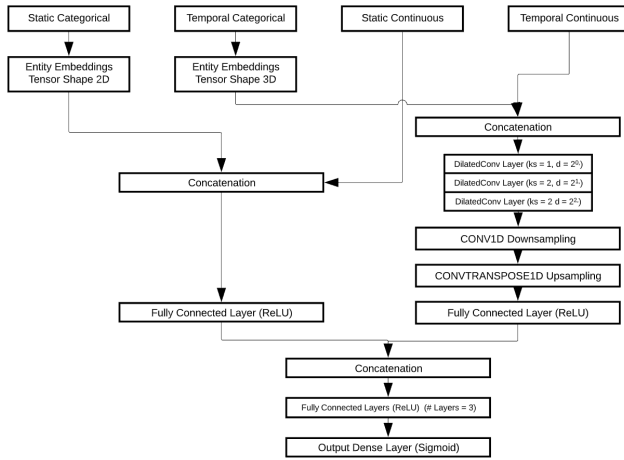 Static Categorical
Temporal Categorical
Static Continuous
Temporal Continuous
Entity Embeddings
Tensor Shape 2D
Entity Embeddings
Tensor Shape 3D
Concatenation
DilatedConv Layer (ks = 1, d = 2⁰·)
DilatedConv Layer (ks = 2, d = 2¹·)
DilatedConv Layer (ks = 2 d = 2²·)
Concatenation
CONV1D Downsampling
CONVTRANSPOSE1D Upsampling
Fully Connected Layer (ReLU)
Fully Connected Layer (ReLU)
Concatenation
Fully Connected Layers (ReLU) (# Layers = 3)
Output Dense Layer (Sigmoid)